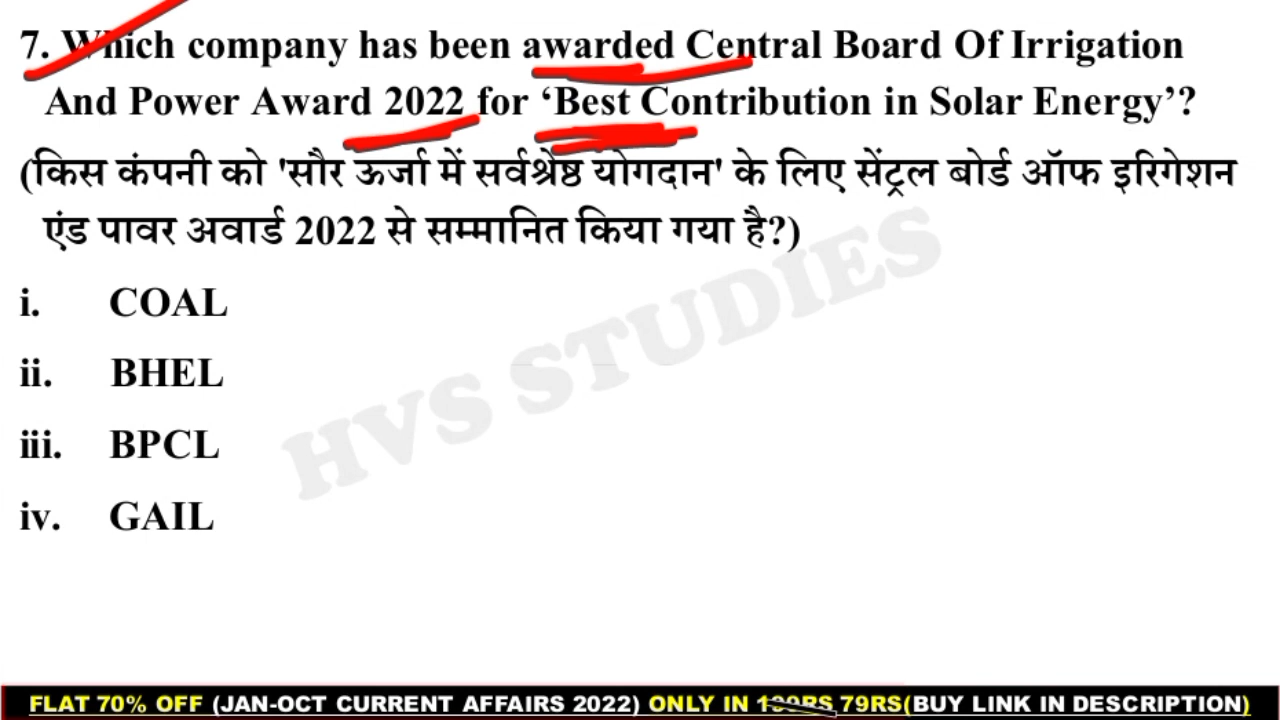 7. Which company has been awarded Central Board Of Irrigation
And Power Award 2022 for ‘Best Contribution in Solar Energy’?
(किस कंपनी को 'सौर ऊर्जा में सर्वश्रेष्ठ योगदान' के लिए सेंट्रल बोर्ड ऑफ इरिगेशन
एंड पावर अवार्ड 2022 से सम्मानित किया गया है?)
i. COAL
ii. BHEL
iii. BPCL
iv. GAIL
HVS STUDIES
FLAT 70% OFF (JAN-OCT CURRENT AFFAIRS 2022) ONLY IN 79RS(BUY LINK IN DESCRIPTION)